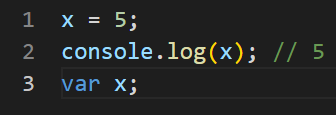 1 x = 5;
2 console.log(x); // 5
3 var x;